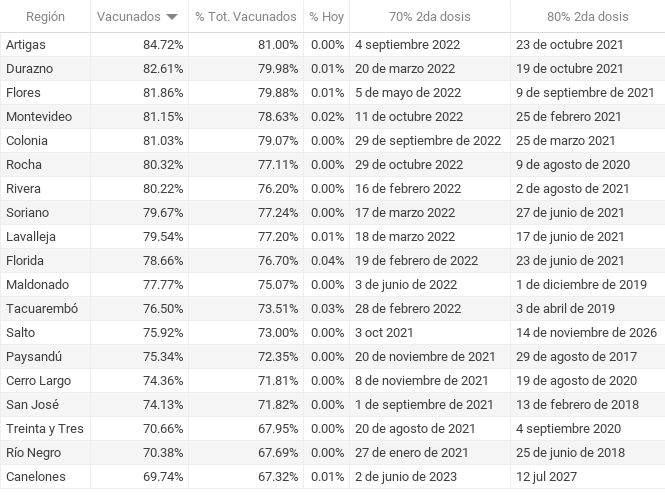 Región Vacunados % Tot. Vacunados % Hoy 70% 2da dosis 80% 2da dosis
Artigas 84.72% 81.00% 0.00% 4 septiembre 2022 23 de octubre 2021
Durazno 82.61% 79.98% 0.01% 20 de marzo 2022 19 de octubre 2021
Flores 81.86% 79.88% 0.01% 5 de mayo de 2022 9 de septiembre de 2021
Montevideo 81.15% 78.63% 0.02% 11 de octubre 2022 25 de febrero 2021
Colonia 81.03% 79.07% 0.00% 29 de septiembre de 2022 25 de marzo 2021
Rocha 80.32% 77.11% 0.00% 29 de octubre 2022 9 de agosto de 2020
Rivera 80.22% 76.20% 0.00% 16 de febrero 2022 2 de agosto de 2021
Soriano 79.67% 77.24% 0.00% 17 de marzo 2022 27 de junio de 2021
Lavalleja 79.54% 77.20% 0.01% 18 de marzo 2022 17 de junio de 2021
Florida 78.66% 76.70% 0.04% 19 de febrero de 2022 23 de junio de 2021
Maldonado 77.77% 75.07% 0.00% 3 de junio de 2022 1 de diciembre de 2019
Tacuarembó 76.50% 73.51% 0.03% 28 de febrero 2022 3 de abril de 2019
Salto 75.92% 73.00% 0.00% 3 oct 2021 14 de noviembre de 2026
Paysandú 75.34% 72.35% 0.00% 20 de noviembre de 2021 29 de agosto de 2017
Cerro Largo 74.36% 71.81% 0.00% 8 de noviembre de 2021 19 de agosto de 2020
San José 74.13% 71.82% 0.00% 1 de septiembre de 2021 13 de febrero de 2018
Treinta y Tres 70.66% 67.95% 0.00% 20 de agosto de 2021 4 septiembre 2020
Río Negro 70.38% 67.69% 0.00% 27 de enero de 2021 25 de junio de 2018
Canelones 69.74% 67.32% 0.01% 2 de junio de 2023 12 jul 2027